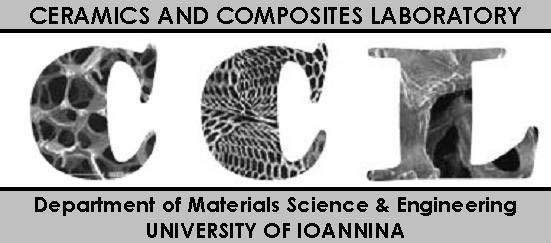 CERAMICS AND COMPOSITES LABORATORY
CCL
Department of Materials Science & Engineering
UNIVERSITY OF IOANNINA